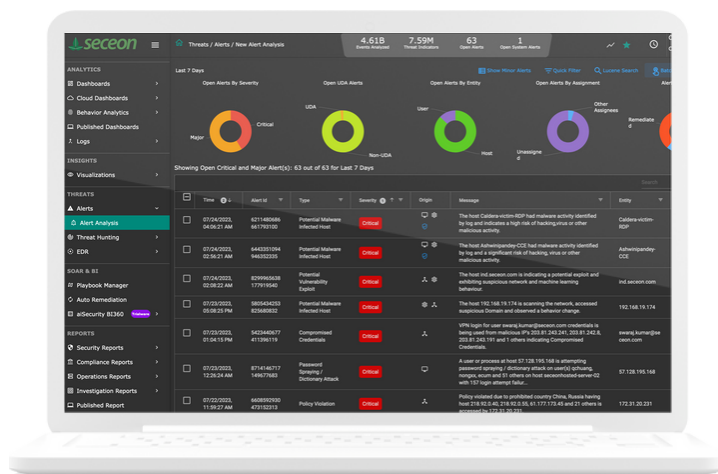 seceon
Threats / Alerts / New Alert Analysis
4.61B
Events Analyzed
7.59M
Threat Indicators
63
Open Alerts
1
Open System Alerts
ANALYTICS
Dashboards
Cloud Dashboards
Behavior Analytics
Published Dashboards
Logs
INSIGHTS
Visualizations
THREATS
Alerts
Alert Analysis
Threat Hunting
EDR
SOAR & BI
Playbook Manager
Auto Remediation
aiSecurity BI360
REPORTS
Security Reports
Compliance Reports
Operations Reports
Investigation Reports
Published Report
Last 7 Days
Show Minor Alerts
Quick Filter
Lucene Search
Open Alerts By Severity
Open UDA Alerts
Open Alerts By Entity
Open Alerts By Assignment
Critical
Major
UDA
Non-UDA
User
Host
Other
Assignees
Unassigne
d
Remediate
d
Showing Open Critical and Major Alert(s): 63 out of 63 for Last 7 Days
Search
Time
Alert Id
Type
Severity
Origin
Message
Entity
07/24/2023,
04:06:21 AM
6211480686
661793100
Potential Malware
Infected Host
Critical
The host Caldera-victim-RDP had malware activity identified
by log and indicates a high risk of hacking,virus or other
malicious activity.
Caldera-victim-
RDP
07/24/2023,
02:56:21 AM
6443351094
946352335
Potential Malware
Infected Host
Critical
The host Ashwinipandey-CCE had malware activity identified
by log and a significant risk of hacking, virus or other
malicious activity.
Ashwinipandey-
CCE
07/24/2023,
02:08:22 AM
8299965638
177919540
Potential
Vulnerability
Exploit
Critical
The host ind.seceon.com is indicating a potential exploit and
exhibiting suspicious network and machine learning
behaviour.
ind.seceon.com
07/23/2023,
05:08:25 PM
5805434253
825680832
Potential Malware
Infected Host
Critical
The host 192.168.19.174 is scanning the network, accessed
suspicious Domain and observed a behavior change.
192.168.19.174
07/23/2023,
01:04:15 PM
5423440677
411396119
Compromised
Credentials
Critical
VPN login for user swaraj.kumar@seceon.com credentials is
being used from malicious IPs 203.81.243.241, 203.81.242.8,
203.81.243.191 and 1 others indicating Compromised
Credentials.
swaraj.kumar@se
ceon.com
07/23/2023,
12:26:24 AM
8714146717
149677683
Password
Spraying /
Dictionary Attack
Critical
A user or process at host 57.128.195.168 is attempting
password spraying / dictionary attack on user(s) qchuang,
nongxs, ecum and 51 others on host seceonhosted-server-02
with 157 login attempt failur...
57.128.195.168
07/22/2023,
11:59:27 AM
6608592930
473152313
Policy Violation
Critical
Policy violated due to prohibited country China, Russia having
host 218.92.0.40, 218.92.0.55, 61.177.173.45 and 21 others is
accessed by 172.31.20.231
172.31.20.231